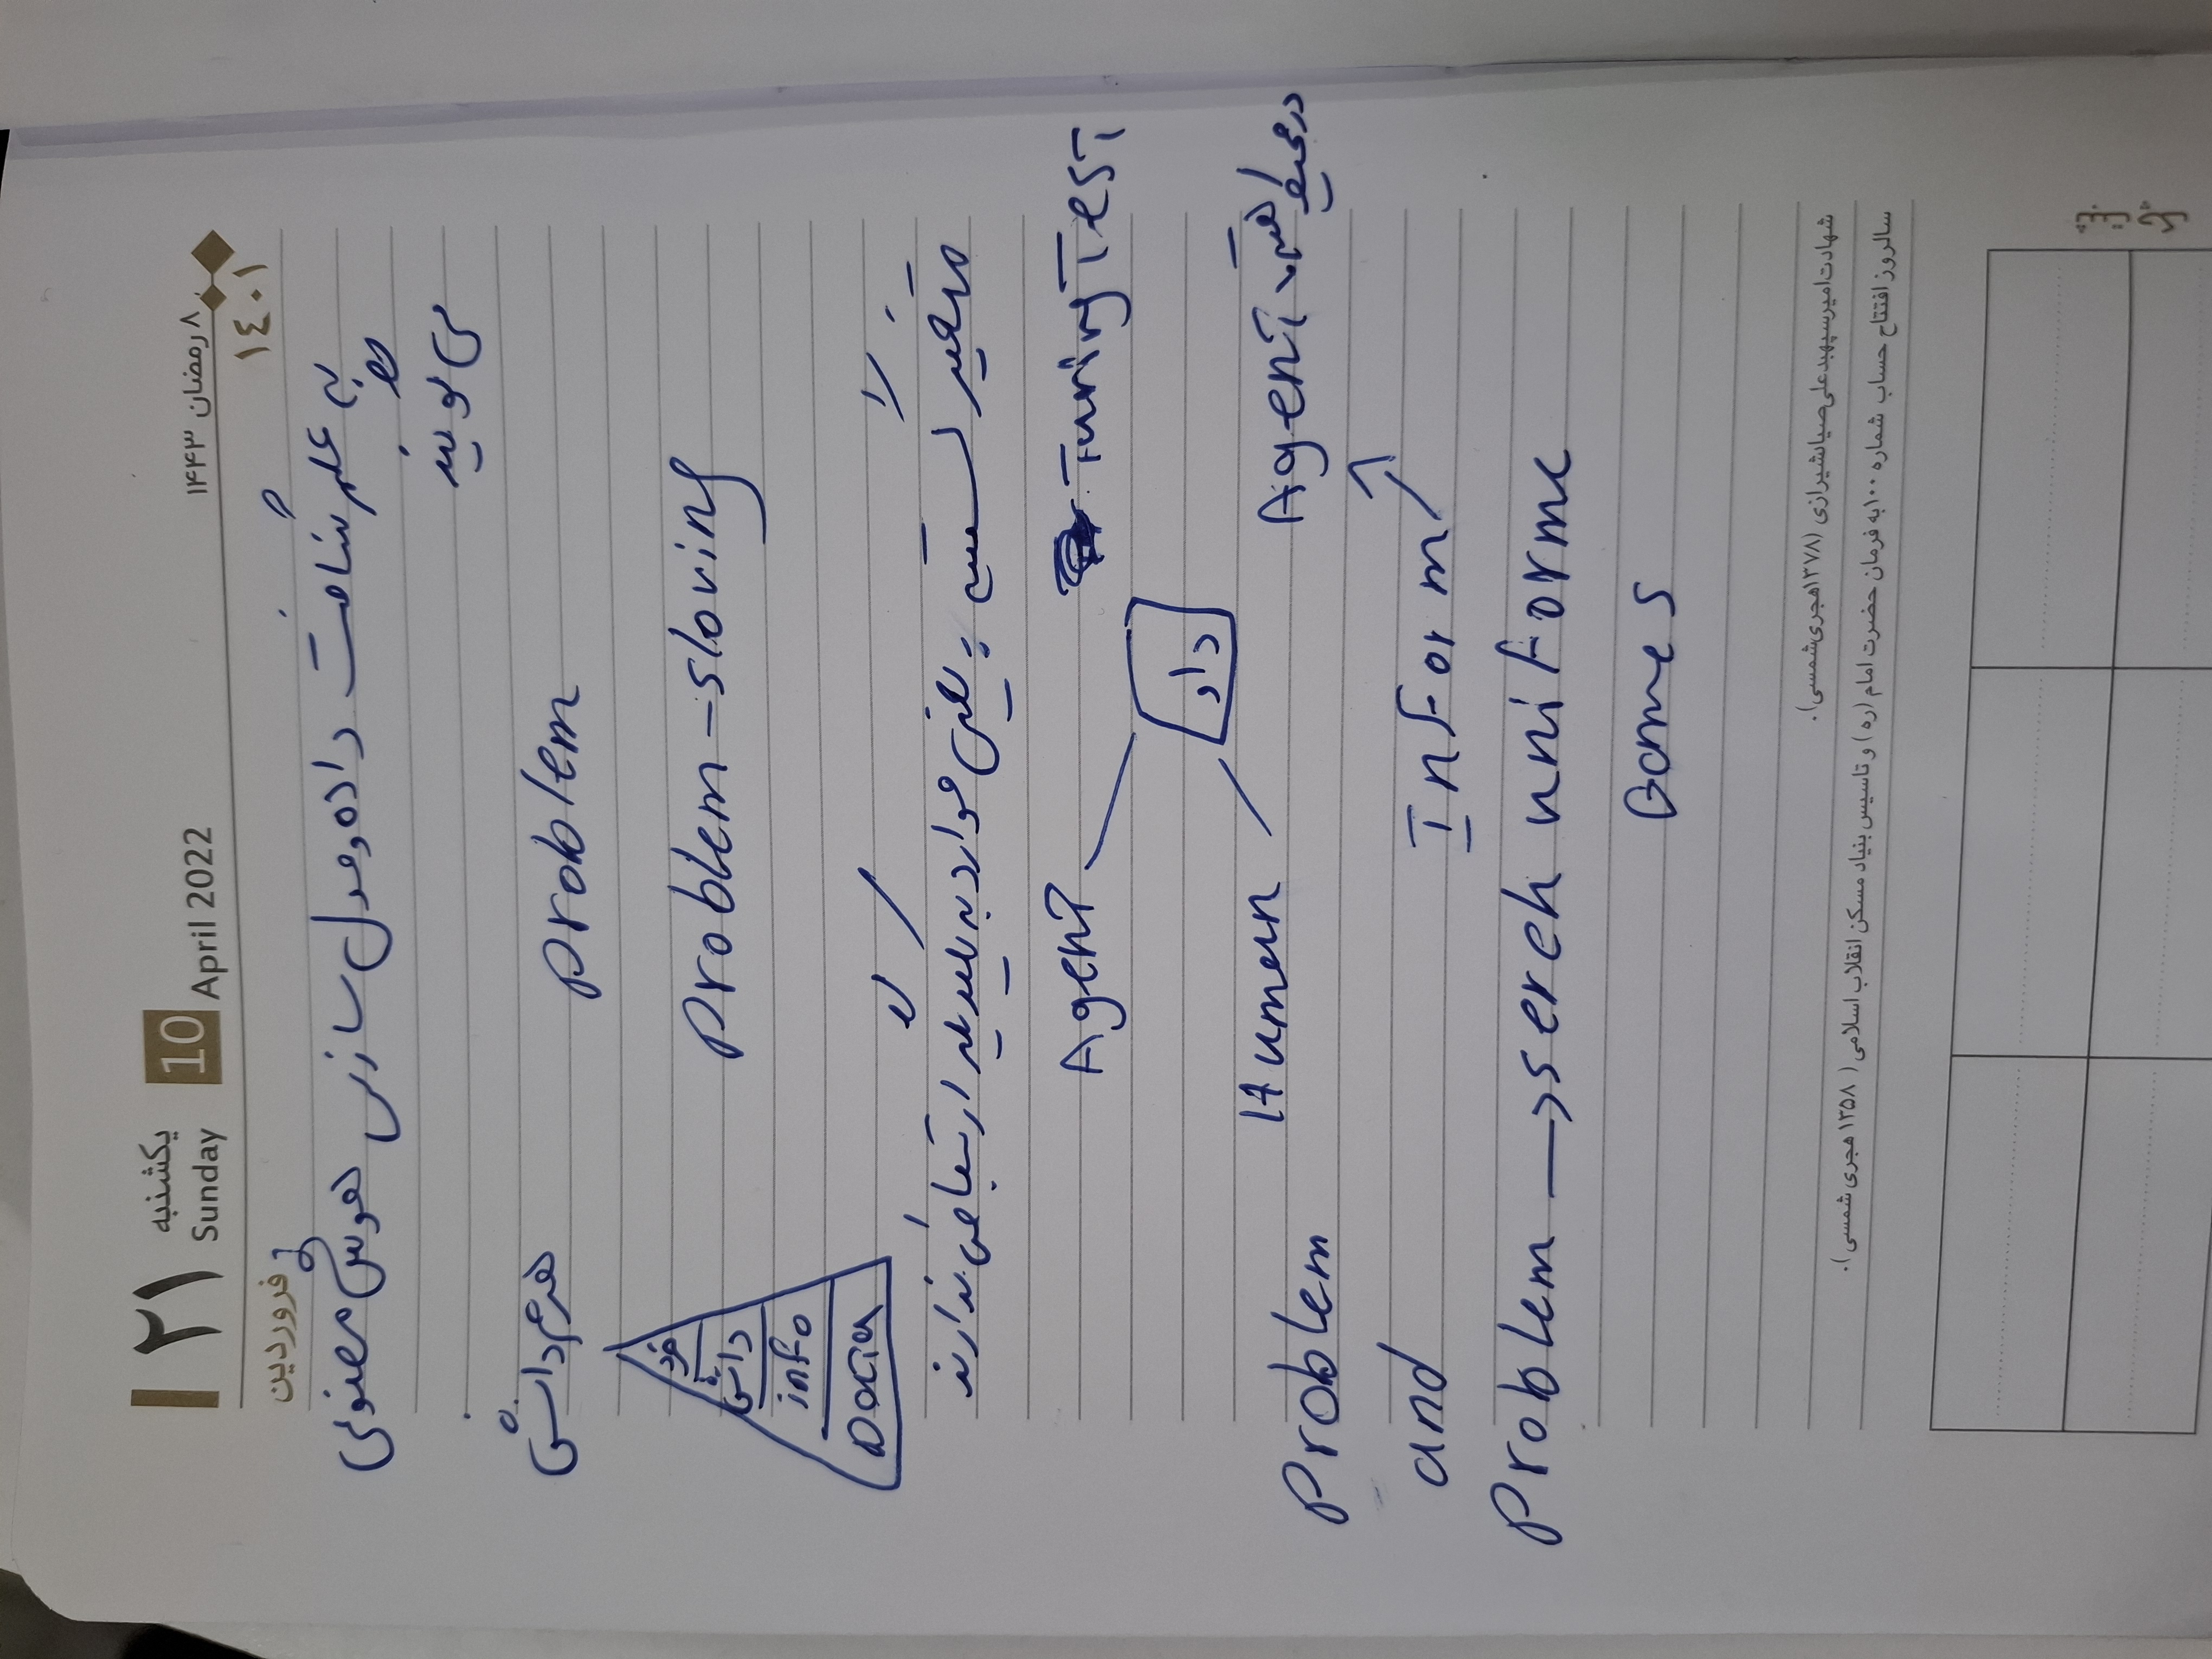 ۲۱ یکشنبه Sunday 10 April 2022 ۸ رمضان ۱۴۴۳
فروردین ۱٤۰۱
به علم شناخت داده و مدل سازی هوش مصنوعی
می گویند
هرم دانش
problem
خرد
دانش
info
Data
problem-sloving
متغیر گسسته: یعنی موارد به یکدیگر ارتباطی ندارند
Agent
Turing Test
داور
Human
Agent
در محیط
Problem
and
Inform
Problem → serch uniforme
Games
شهادت امیر سپهبد علی صیاد شیرازی (۱۳۷۸ هجری شمسی).
سالروز افتتاح حساب شماره ۱۰۰ به فرمان حضرت امام (ره) و تاسیس بنیاد مسکن انقلاب اسلامی ( ۱۳۵۸ هجری شمسی ).
ثبت چک